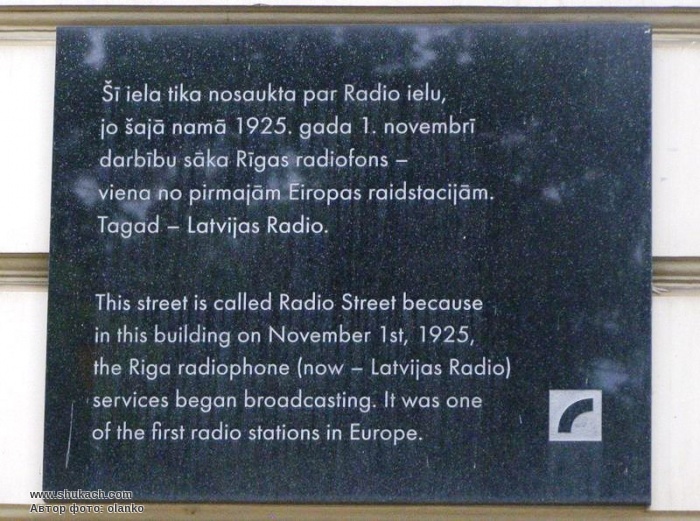 Šī iela tika nosaukta par Radio ielu,
jo šajā namā 1925. gada 1. novembrī
darbību sāka Rīgas radiofons –
viena no pirmajām Eiropas raidstacijām.
Tagad – Latvijas Radio.
This street is called Radio Street because
in this building on November 1st, 1925,
the Riga radiophone (now – Latvijas Radio)
services began broadcasting. It was one
of the first radio stations in Europe.
www.shukach.com
Автор фото: olanko